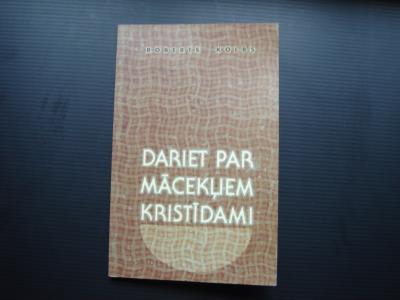 ROBERTS KOLBS
DARIET PAR
MĀCEKĻIEM
KRISTĪDAMI